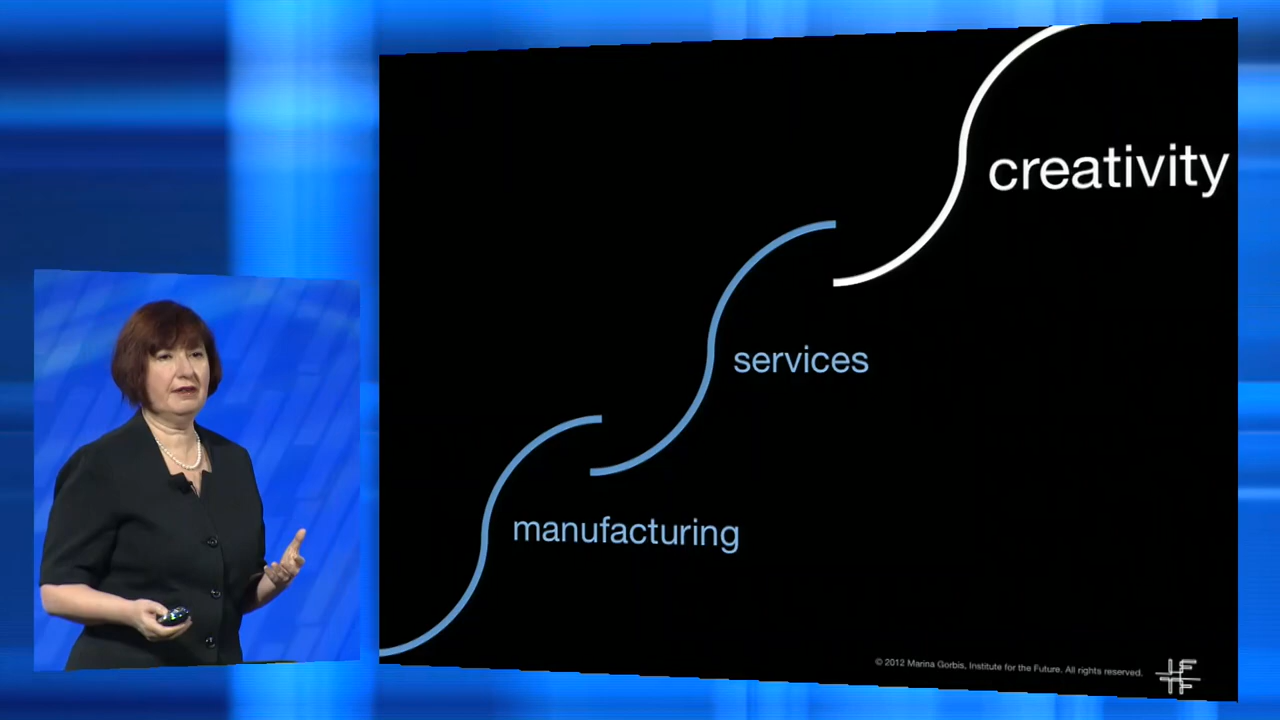 creativity
services
manufacturing
© 2012 Marina Gorbis, Institute for the Future. All rights reserved.